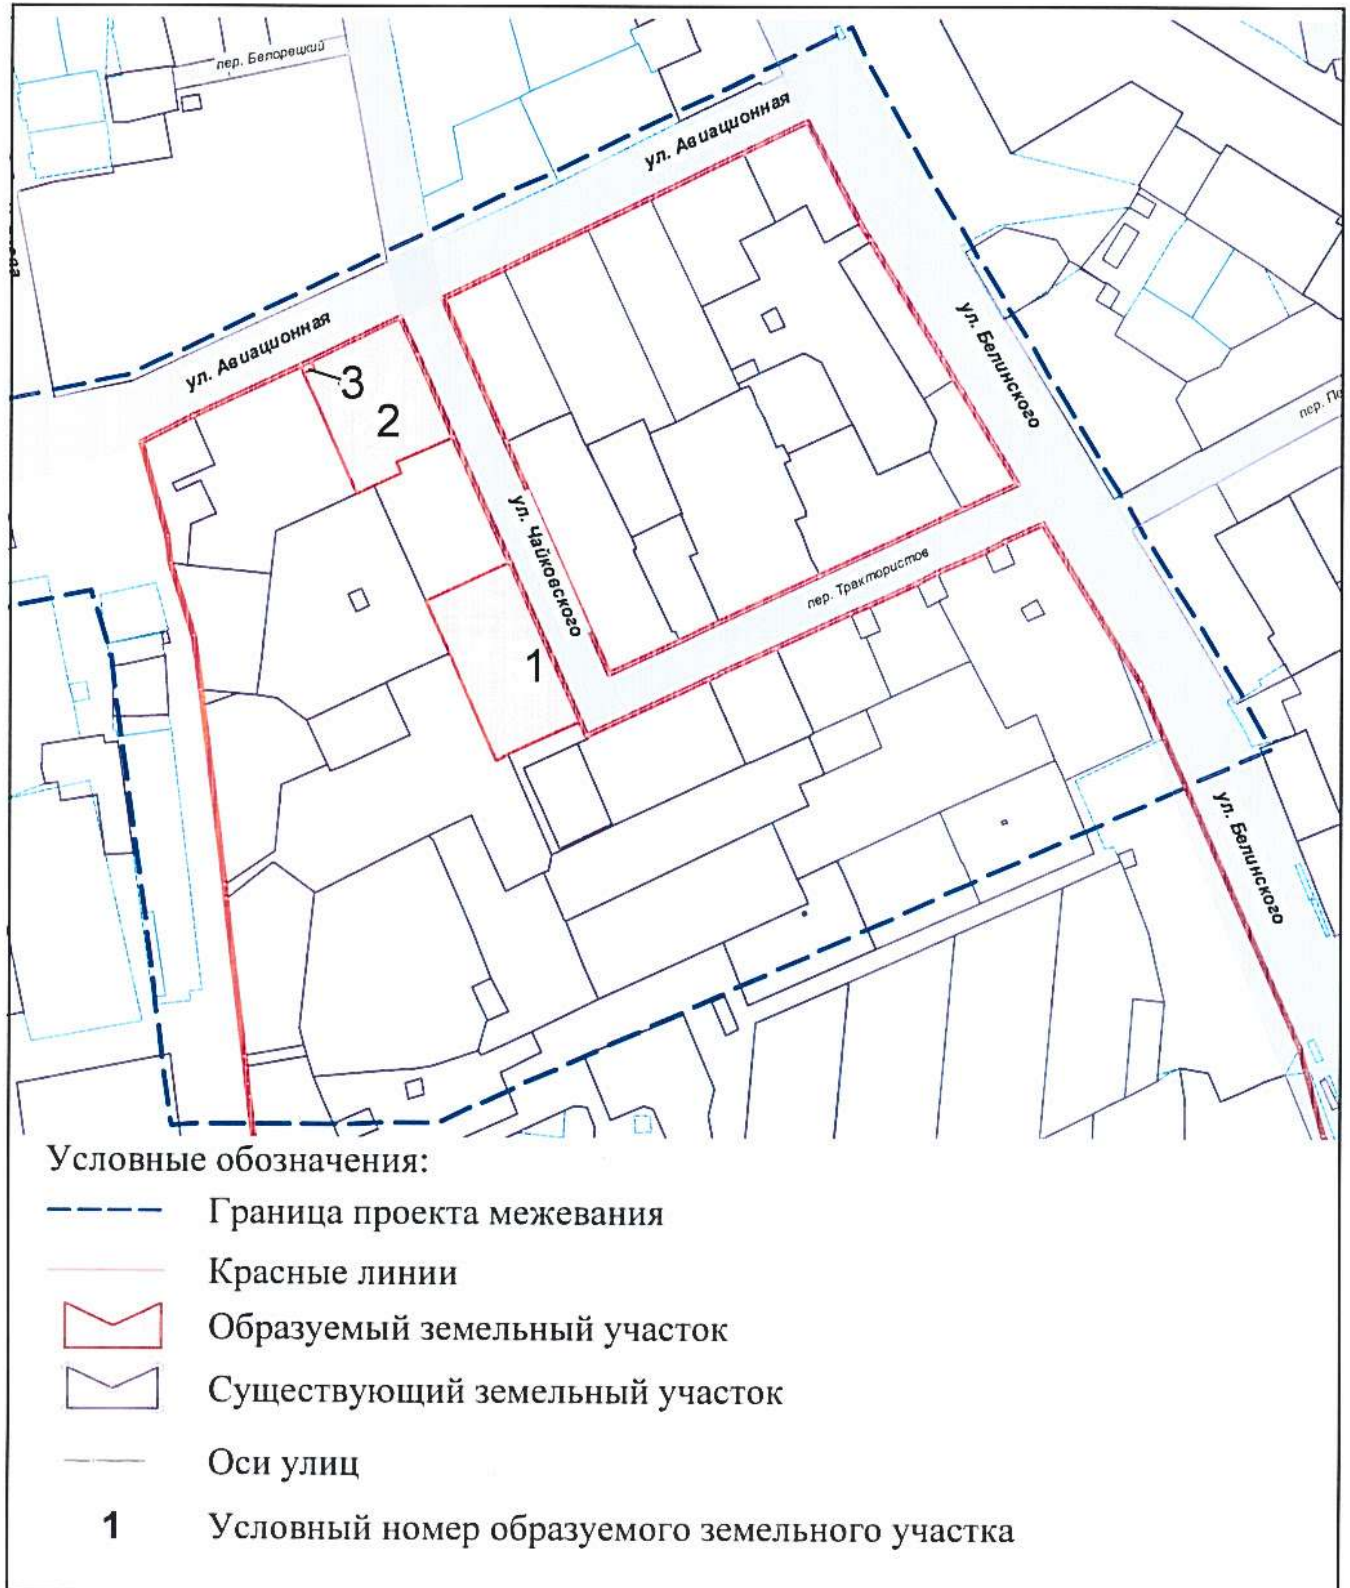 пер. Белорецкий
ул. Авиационная
ул. Авиационная
3
2
ул. Белинского
пер. По
ул. Чайковского
пер. Трактористов
1
ул. Белинского
Условные обозначения:
Граница проекта межевания
Красные линии
Образуемый земельный участок
Существующий земельный участок
Оси улиц
1 Условный номер образуемого земельного участка